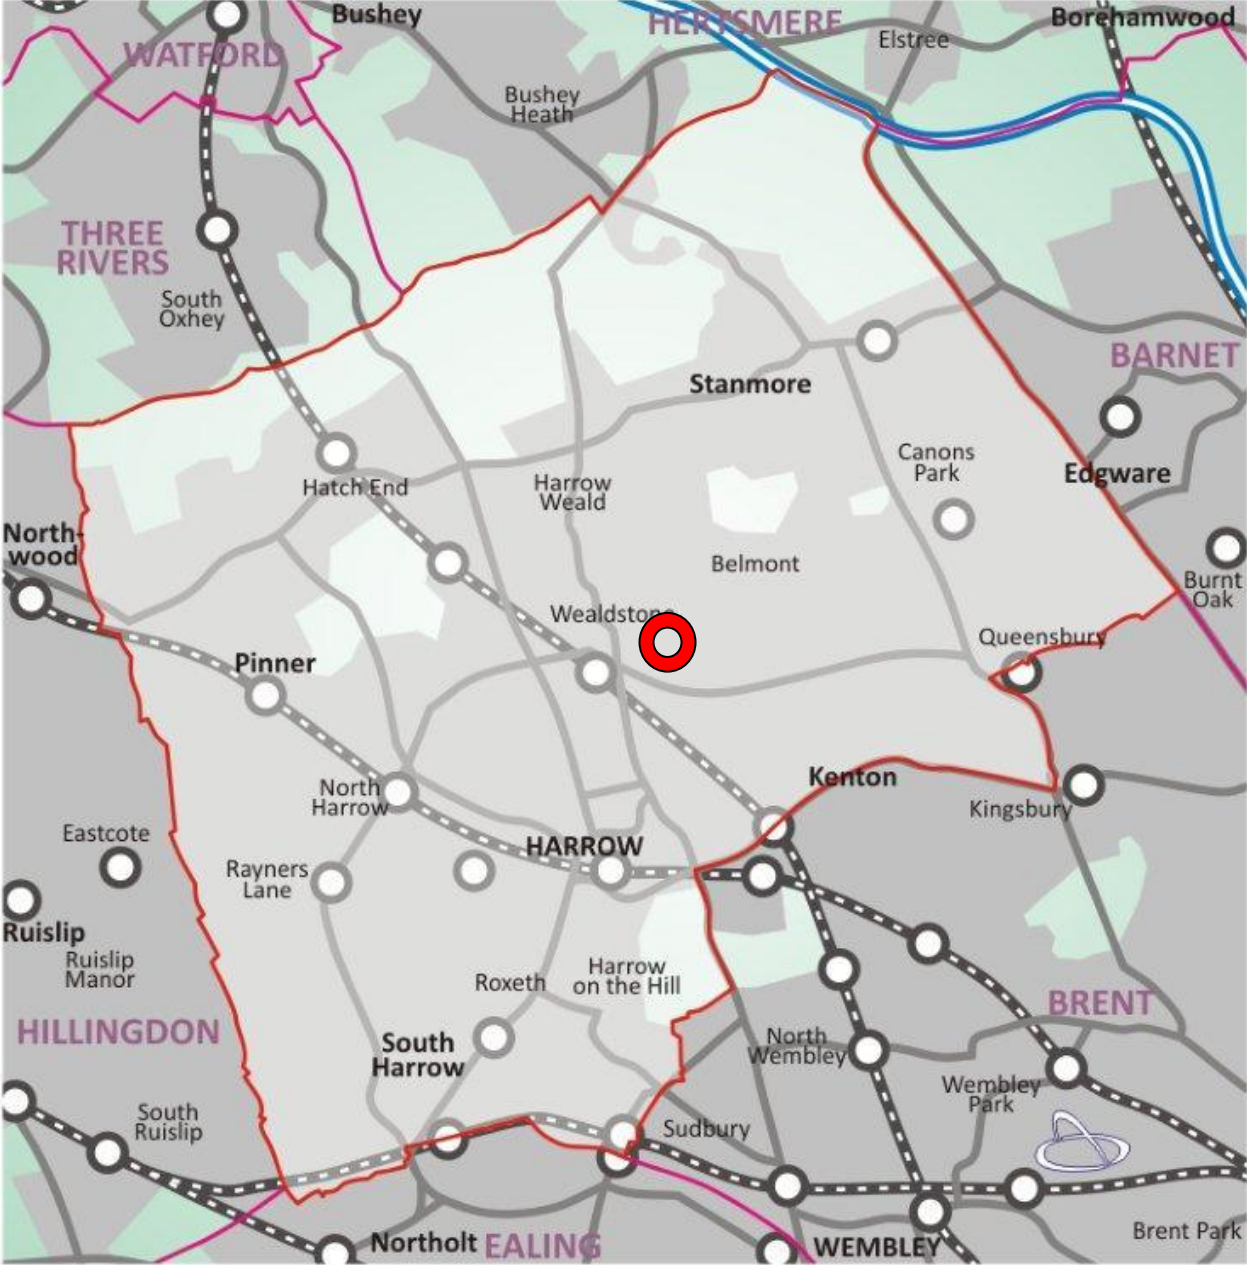 Bushey
HERTSMERE
Borehamwood
Elstree
WATFORD
Bushey
Heath
THREE
RIVERS
South
Oxhey
BARNET
Stanmore
Canons
Park
Edgware
Hatch End
Harrow
Weald
North-
wood
Belmont
Burnt
Oak
Wealdstone
Queensbury
Pinner
North
Harrow
Kenton
Kingsbury
Eastcote
HARROW
Rayners
Lane
Ruislip
Ruislip
Manor
Roxeth
Harrow
on the Hill
BRENT
HILLINGDON
South
Harrow
North
Wembley
Wembley
Park
South
Ruislip
Sudbury
Northolt
EALING
WEMBLEY
Brent Park